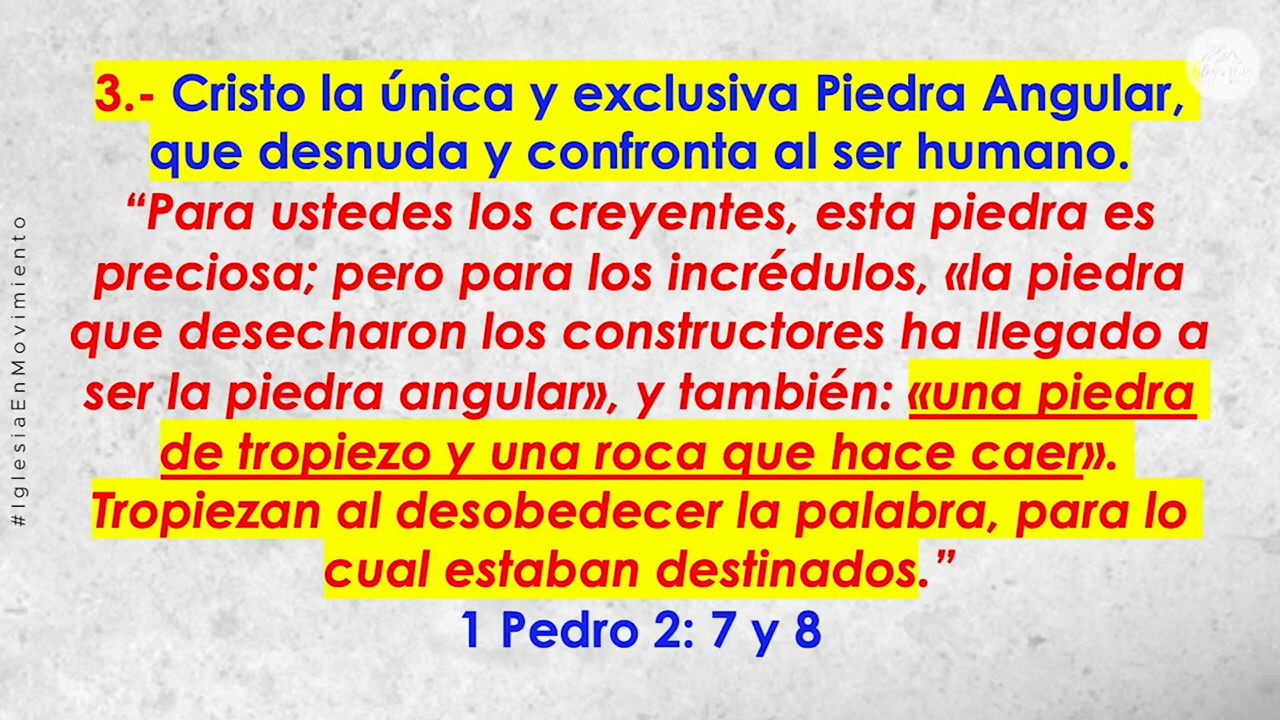 3.- Cristo la única y exclusiva Piedra Angular,
que desnuda y confronta al ser humano.
“Para ustedes los creyentes, esta piedra es
preciosa; pero para los incrédulos, «la piedra
que desecharon los constructores ha llegado a
ser la piedra angular», y también: «una piedra
de tropiezo y una roca que hace caer».
Tropiezan al desobedecer la palabra, para lo
cual estaban destinados.”
1 Pedro 2: 7 y 8
#IglesiaEnMovimiento